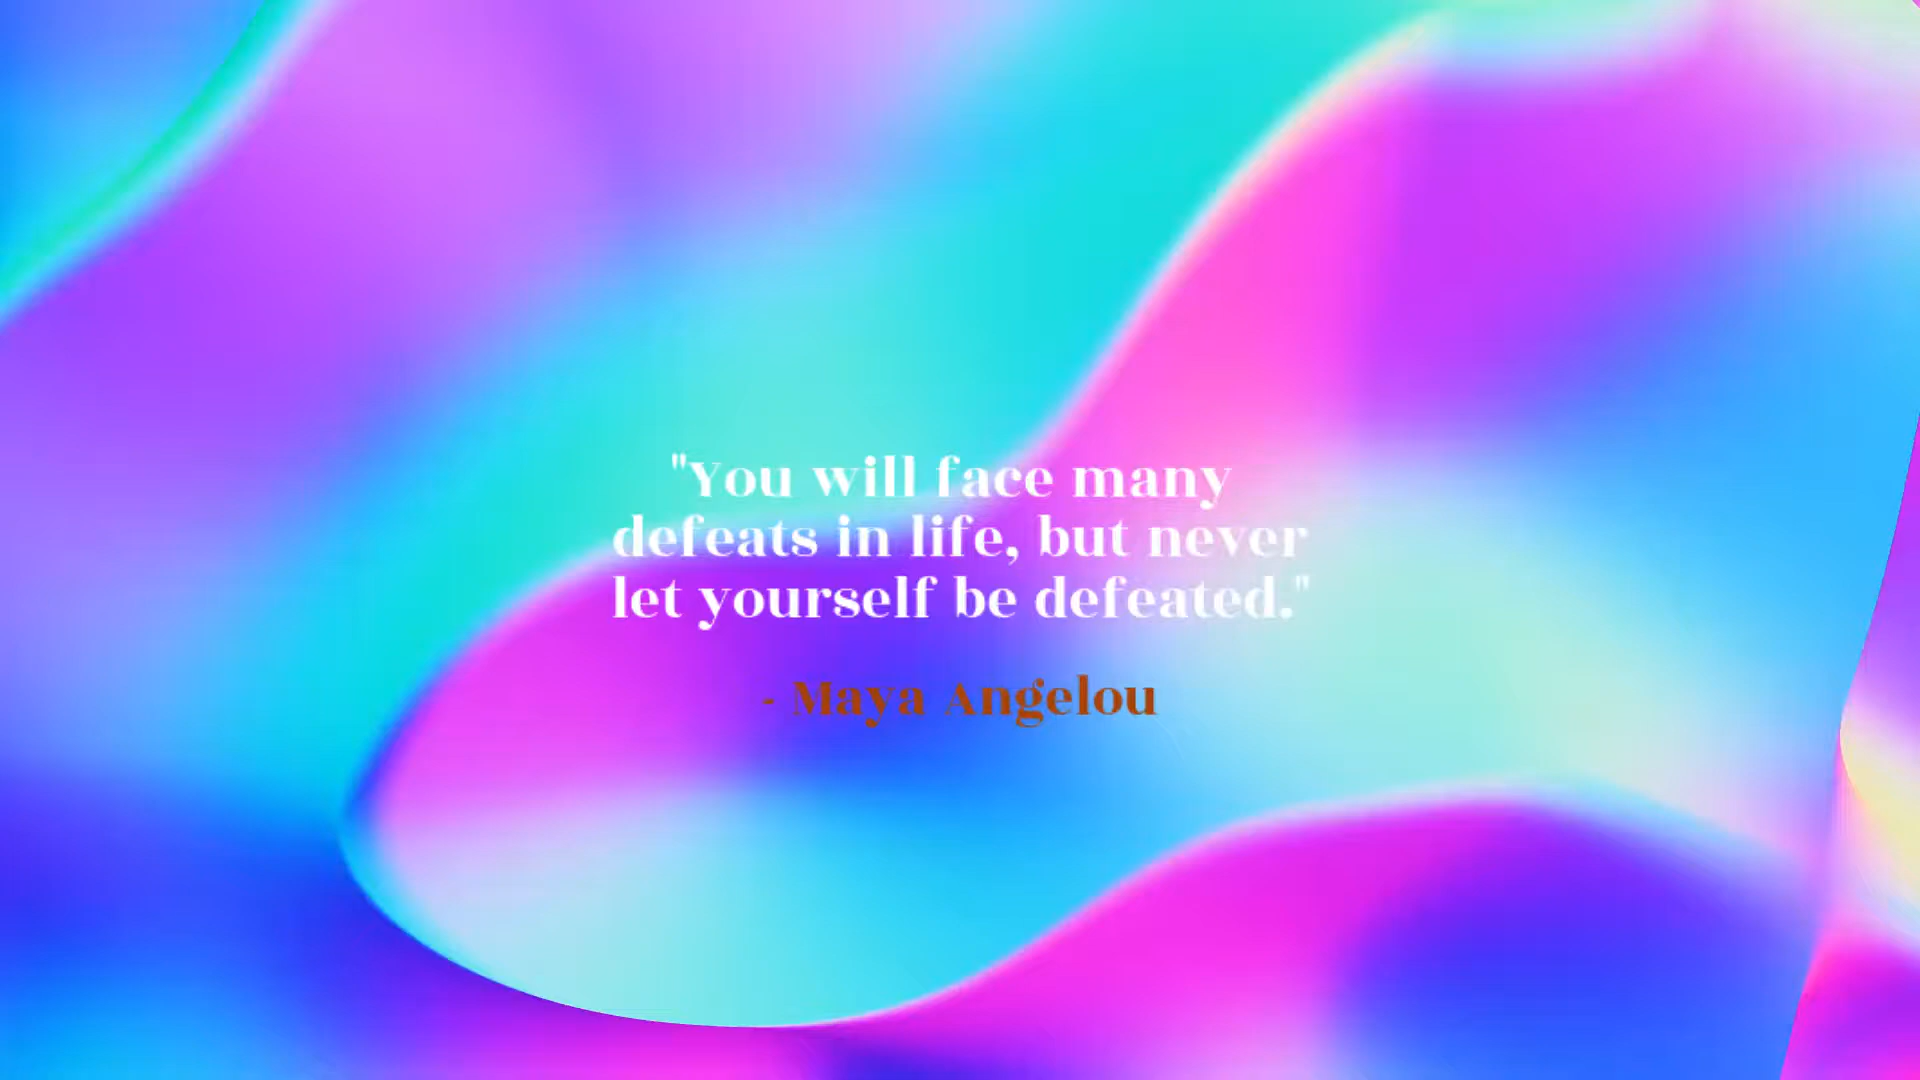 "You will face many
defeats in life, but never
let yourself be defeated."
- Maya Angelou